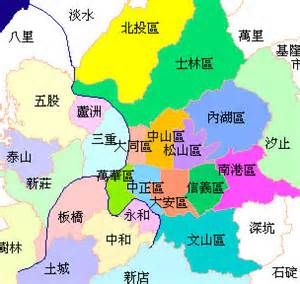 淡水
北投區
八里
萬里
基隆市
士林區
五股
蘆洲
內湖區
三重
大同區
中山區
松山區
汐止
泰山
新莊
萬華區
中正區
信義區
南港區
板橋
永和
大安區
樹林
中和
文山區
深坑
土城
新店
石碇